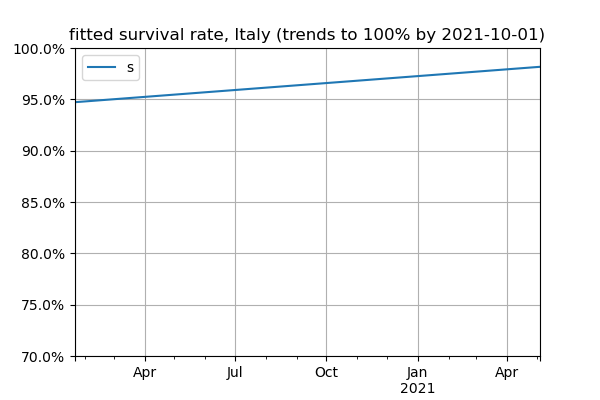 fitted survival rate, Italy (trends to 100% by 2021-10-01)
100.0%
s
95.0%
90.0%
85.0%
80.0%
75.0%
70.0%
Apr Jul Oct Jan Apr
2021